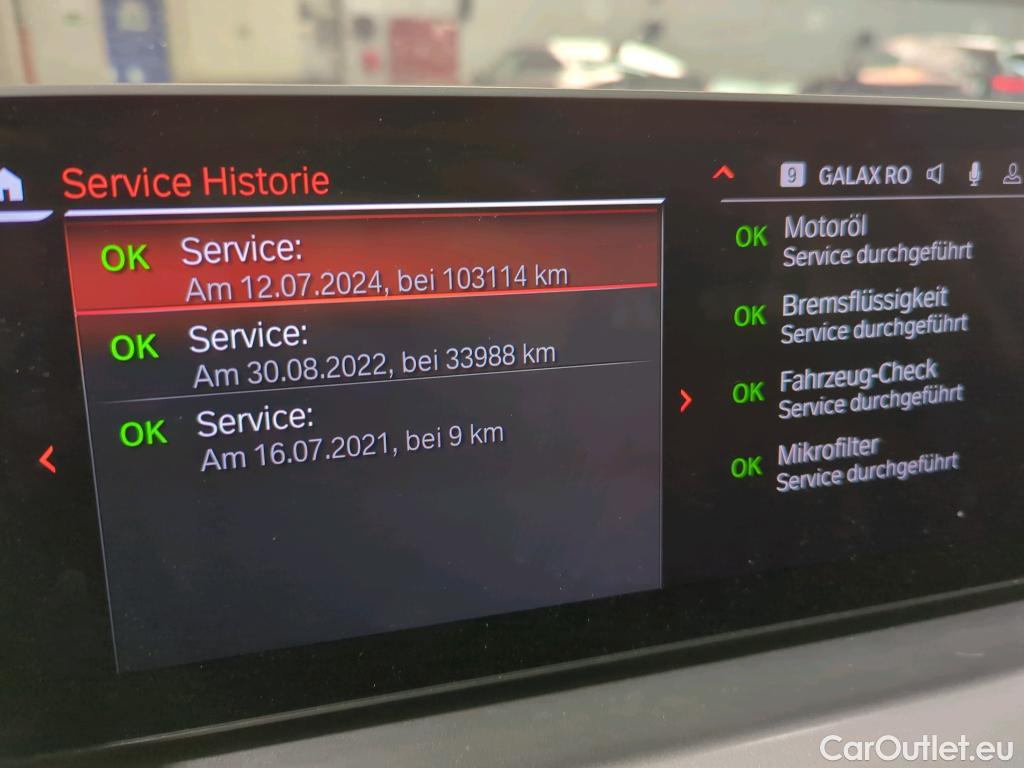 Service Historie
9 GALAX RO
OK Service:
Am 12.07.2024, bei 103114 km
OK Service:
Am 30.08.2022, bei 33988 km
OK Service:
Am 16.07.2021, bei 9 km
OK Motoröl
Service durchgeführt
OK Bremsflüssigkeit
Service durchgeführt
OK Fahrzeug-Check
Service durchgeführt
OK Mikrofilter
Service durchgeführt
CarOutlet.eu